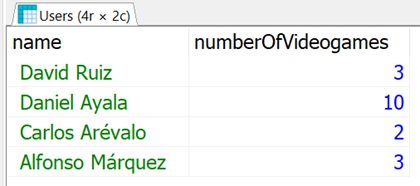 Users (4r × 2c)
name numberOfVideogames
David Ruiz 3
Daniel Ayala 10
Carlos Arévalo 2
Alfonso Márquez 3